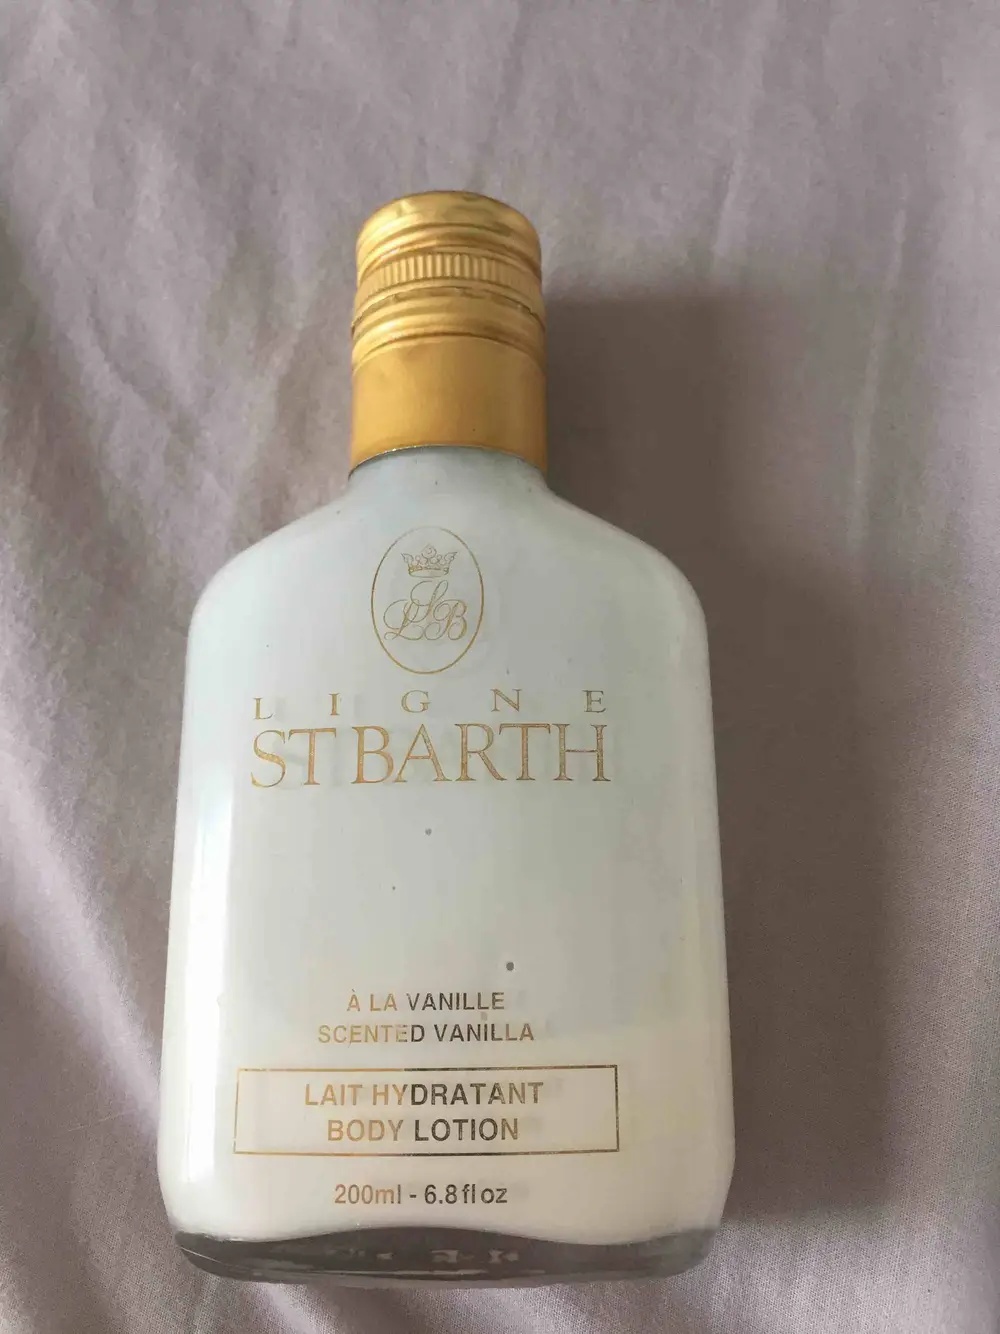 LSB
LIGNE
ST BARTH
À LA VANILLE
SCENTED VANILLA
LAIT HYDRATANT
BODY LOTION
200ml - 6.8 fl oz